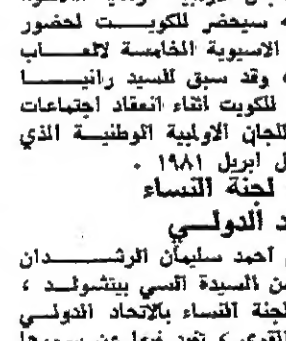 ه سيحضر للكويت لحضور
الاسيوية الخامسة لالعاب
ه وقد سبق للسيد رانيا
للكويت اثناء انعقاد اجتماعات
للجان الاولمبية الوطنية الذي
ل ابريل ١٩٨١ .
لجنة النساء
د الدولي
احمد سليمان الرشدان
من السيدة السي بيتشولد ،
لجنة النساء بالاتحاد الدولي